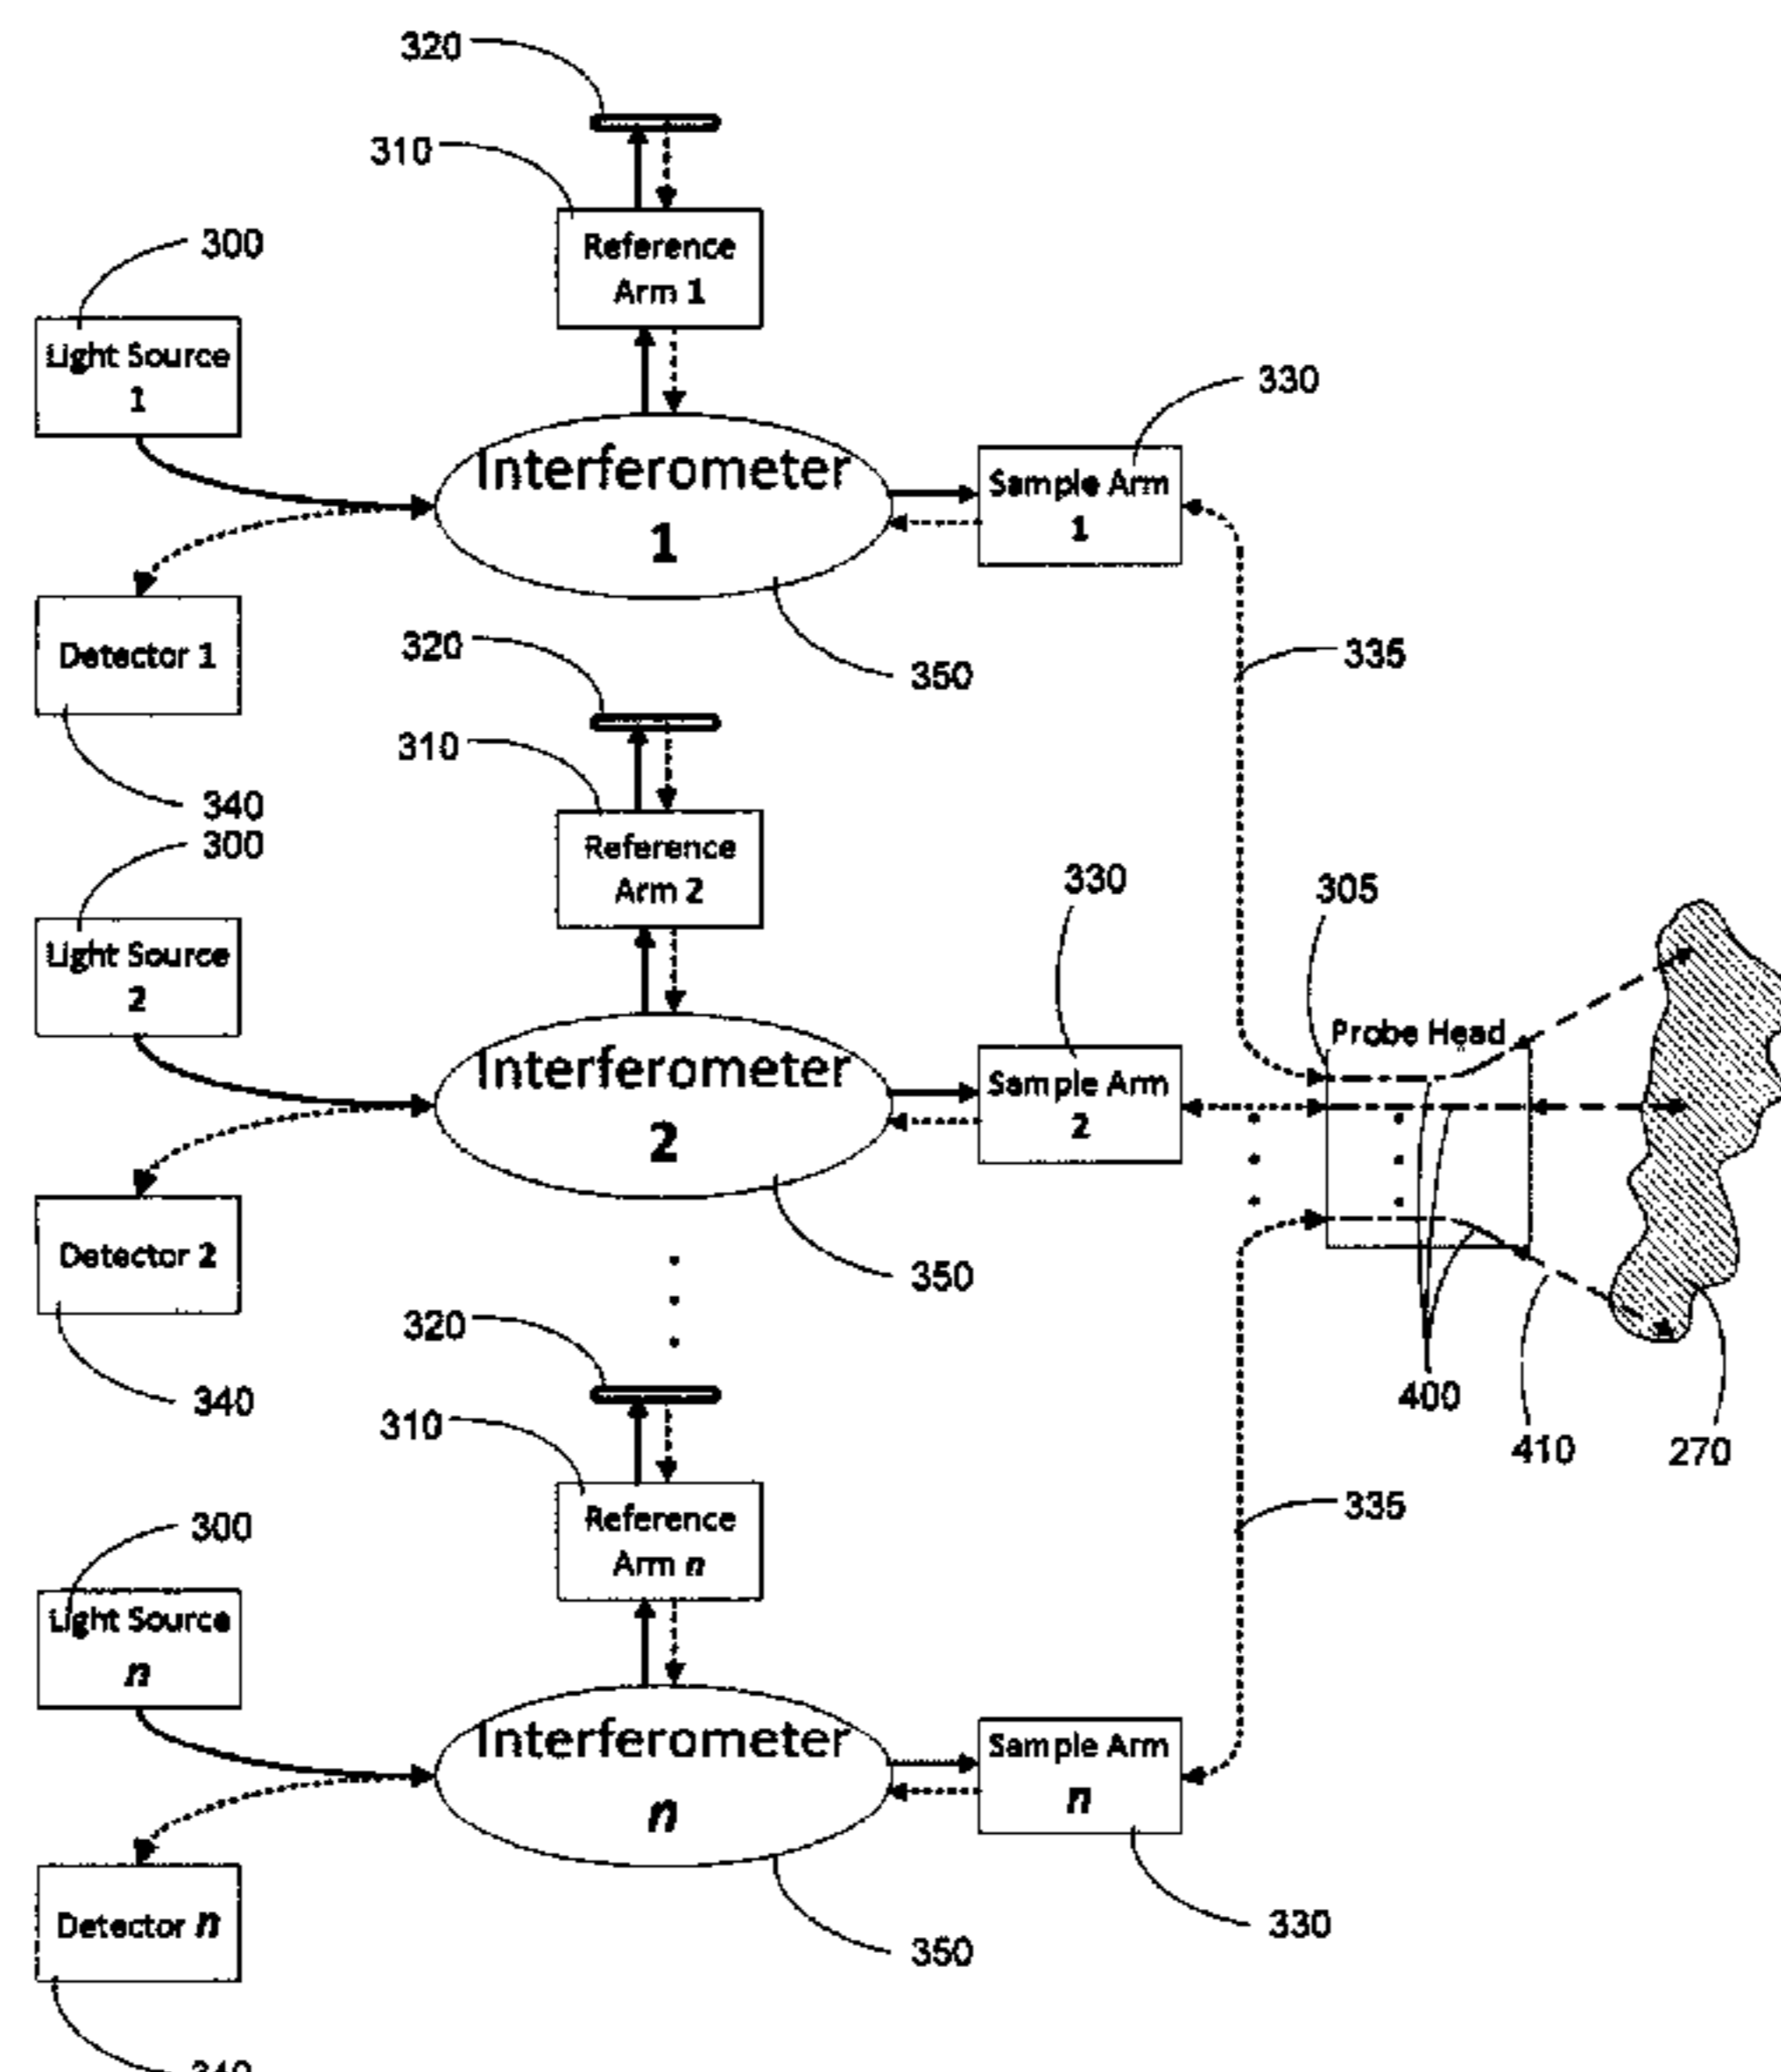 320
310
300
Reference
Arm 1
Light Source
1
330
Interferometer
1
Sample Arm
1
Detector 1
320
350
335
310
340
300
Reference
Arm 2
330
305
Light Source
2
Probe Head
Interferometer
2
Sample Arm
2
Detector 2
350
320
340
400
310
410
270
300
Reference
Arm n
335
Light Source
n
Interferometer
n
Sample Arm
n
Detector n
350
330